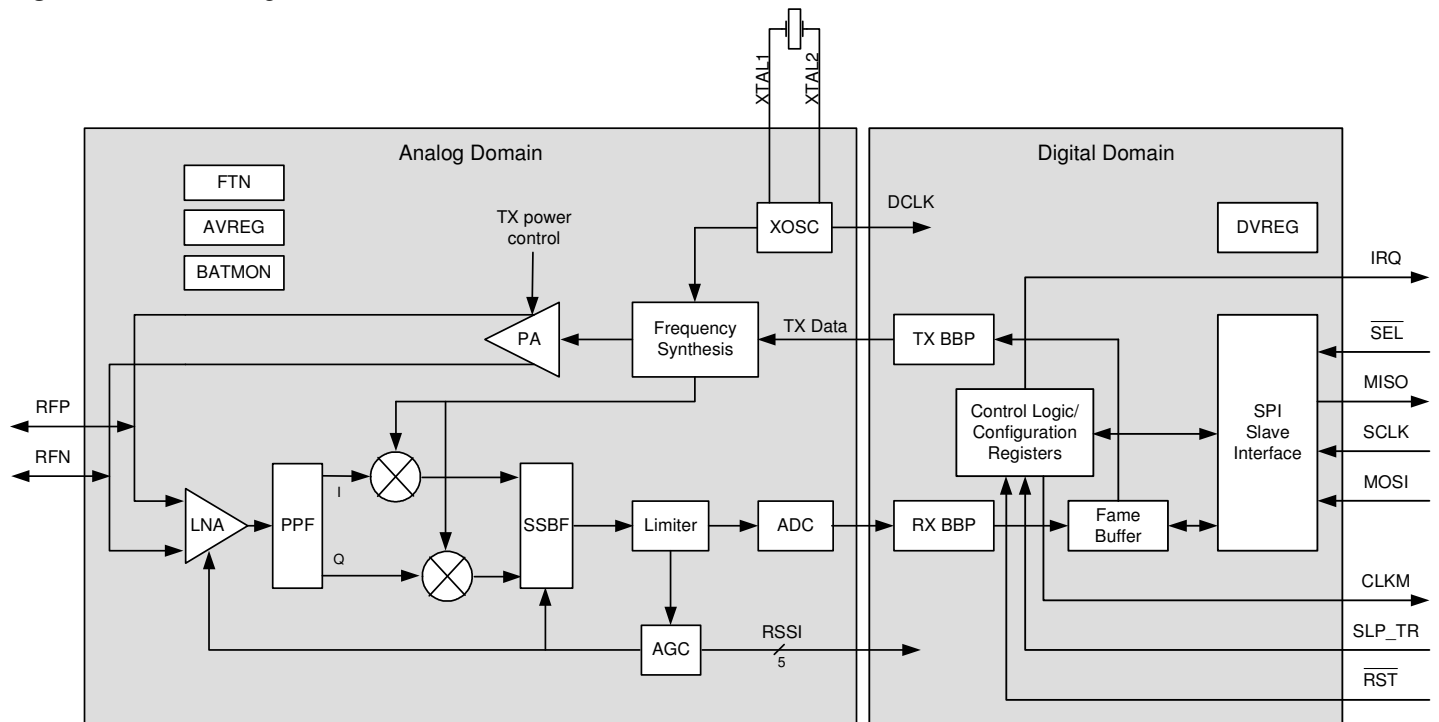 XTAL1
XTAL2
Analog Domain
Digital Domain
FTN
AVREG
BATMON
TX power
control
XOSC
DCLK
DVREG
IRQ
PA
Frequency
Synthesis
TX Data
TX BBP
SEL
MISO
SCLK
MOSI
RFP
RFN
Control Logic/
Configuration
Registers
SPI
Slave
Interface
LNA
PPF
I
Q
SSBF
Limiter
ADC
RX BBP
Fame
Buffer
AGC
RSSI
5
CLKM
SLP_TR
RST